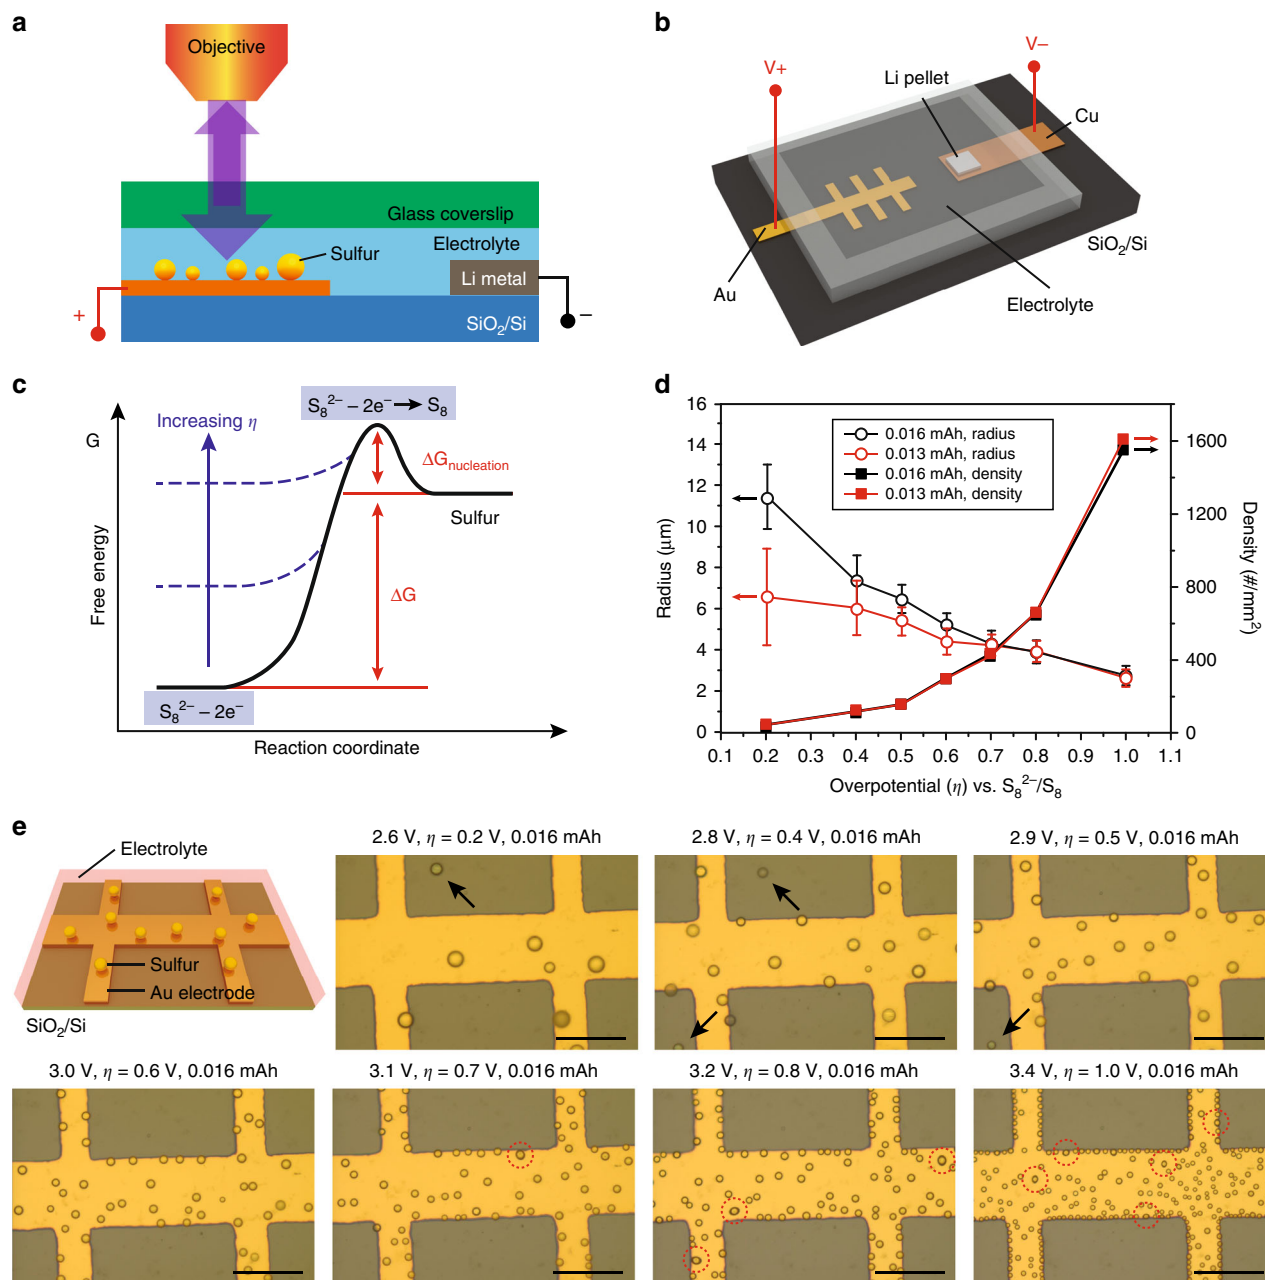 a
Objective
Glass coverslip
Electrolyte
Sulfur
Li metal
+
−
SiO₂/Si
b
V+
V−
Li pellet
Cu
SiO₂/Si
Au
Electrolyte
c
S₈²⁻ – 2e⁻ → S₈
Increasing η
G
ΔG_nucleation
Sulfur
ΔG
Free energy
S₈²⁻ – 2e⁻
Reaction coordinate
d
16
14
12
10
8
6
4
2
0
Radius (μm)
0.016 mAh, radius
0.013 mAh, radius
0.016 mAh, density
0.013 mAh, density
1600
1200
800
400
0
Density (#/mm²)
0.1 0.2 0.3 0.4 0.5 0.6 0.7 0.8 0.9 1.0 1.1
Overpotential (η) vs. S₈²⁻/S₈
e
Electrolyte
Sulfur
Au electrode
SiO₂/Si
2.6 V, η = 0.2 V, 0.016 mAh
2.8 V, η = 0.4 V, 0.016 mAh
2.9 V, η = 0.5 V, 0.016 mAh
3.0 V, η = 0.6 V, 0.016 mAh
3.1 V, η = 0.7 V, 0.016 mAh
3.2 V, η = 0.8 V, 0.016 mAh
3.4 V, η = 1.0 V, 0.016 mAh